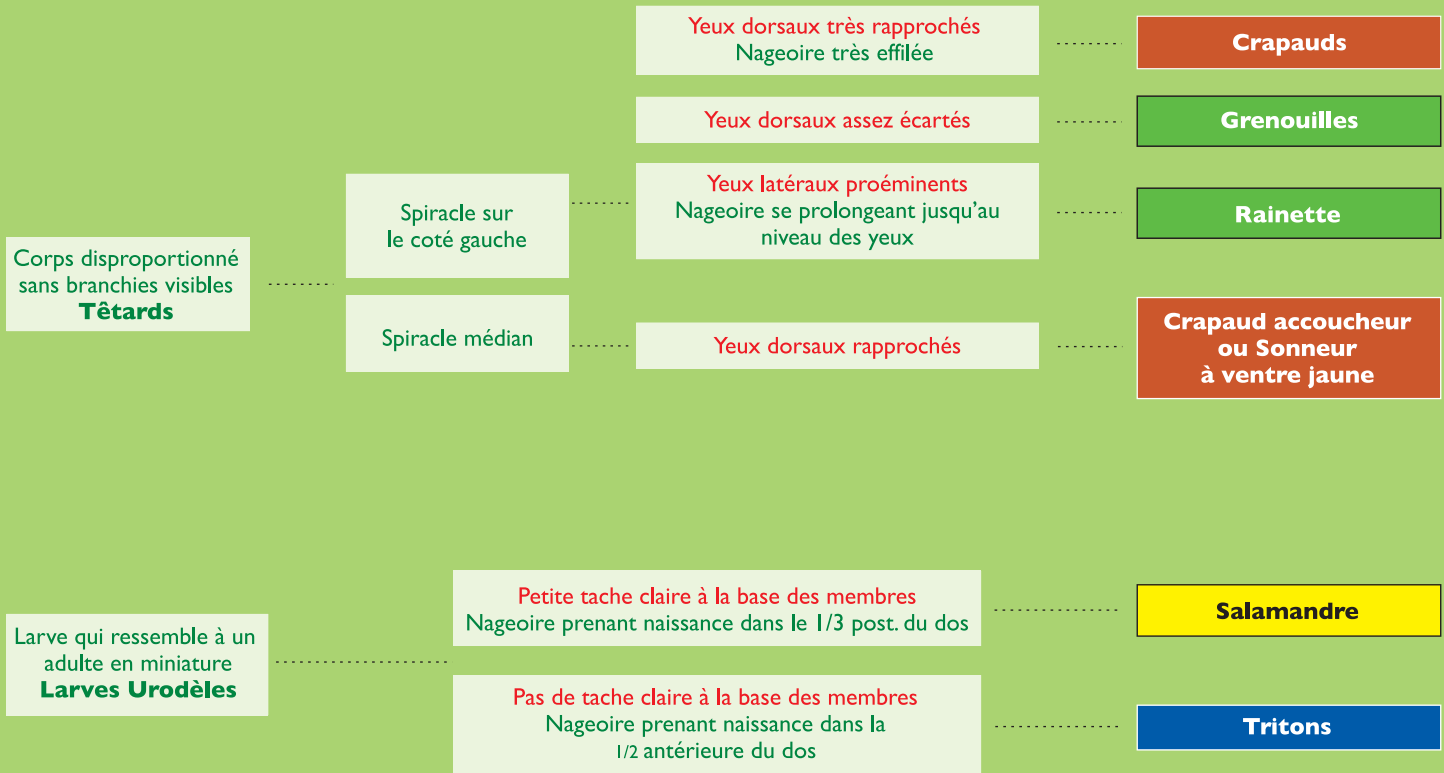 Yeux dorsaux très rapprochés
Nageoire très effilée
Crapauds
Yeux dorsaux assez écartés
Grenouilles
Spiracle sur
le coté gauche
Yeux latéraux proéminents
Nageoire se prolongeant jusqu'au
niveau des yeux
Rainette
Corps disproportionné
sans branchies visibles
Têtards
Spiracle médian
Yeux dorsaux rapprochés
Crapaud accoucheur
ou Sonneur
à ventre jaune
Larve qui ressemble à un
adulte en miniature
Larves Urodèles
Petite tache claire à la base des membres
Nageoire prenant naissance dans le 1/3 post. du dos
Salamandre
Pas de tache claire à la base des membres
Nageoire prenant naissance dans la
1/2 antérieure du dos
Tritons